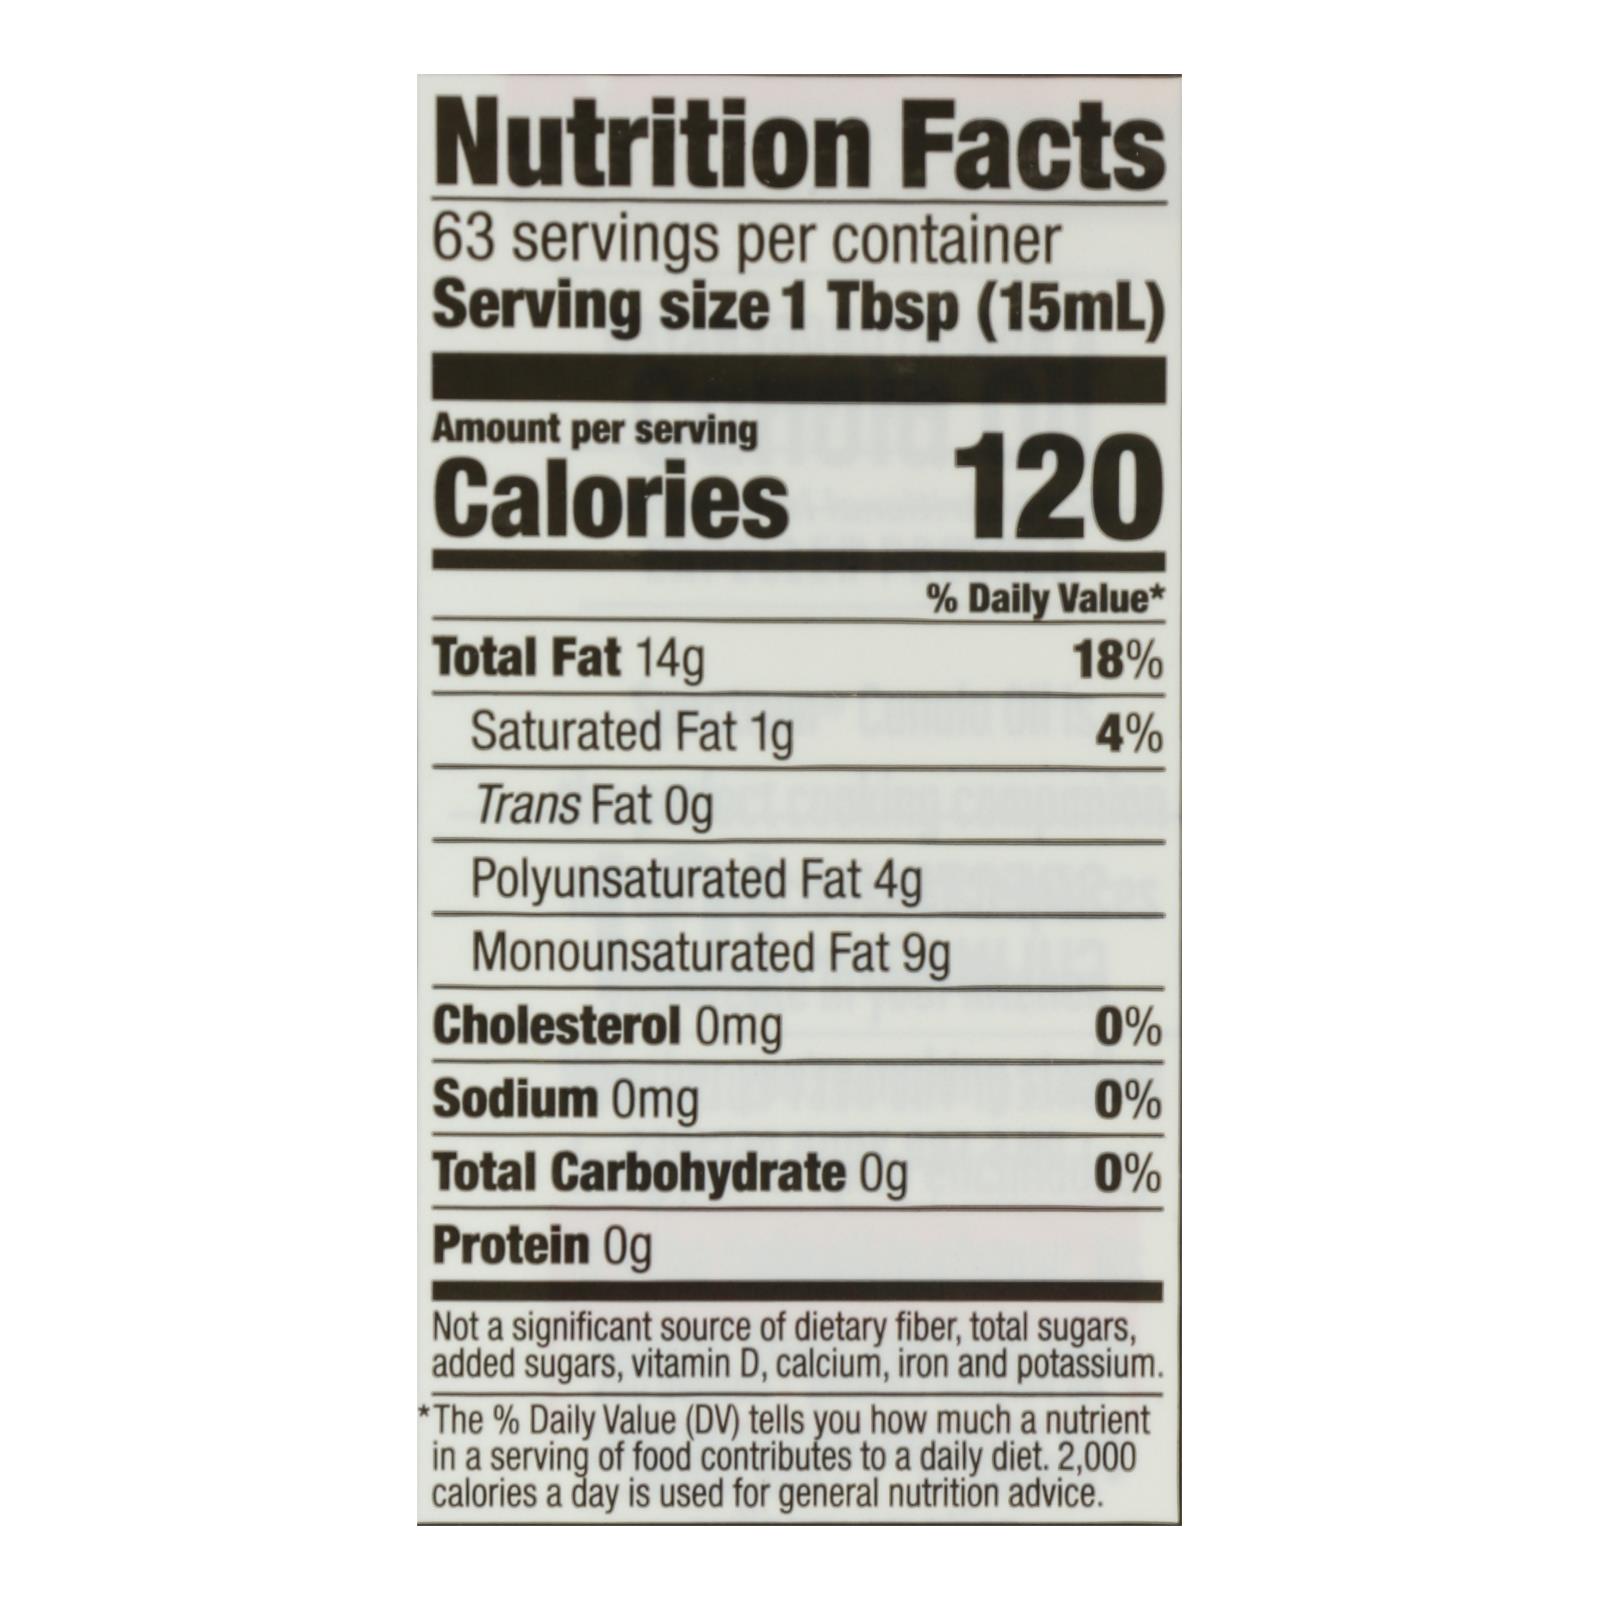 Nutrition Facts
63 servings per container
Serving size 1 Tbsp (15mL)
Amount per serving
Calories 120
% Daily Value*
Total Fat 14g 18%
Saturated Fat 1g 4%
Trans Fat 0g
Polyunsaturated Fat 4g
Monounsaturated Fat 9g
Cholesterol 0mg 0%
Sodium 0mg 0%
Total Carbohydrate 0g 0%
Protein 0g
Not a significant source of dietary fiber, total sugars,
added sugars, vitamin D, calcium, iron and potassium.
*The % Daily Value (DV) tells you how much a nutrient
in a serving of food contributes to a daily diet. 2,000
calories a day is used for general nutrition advice.